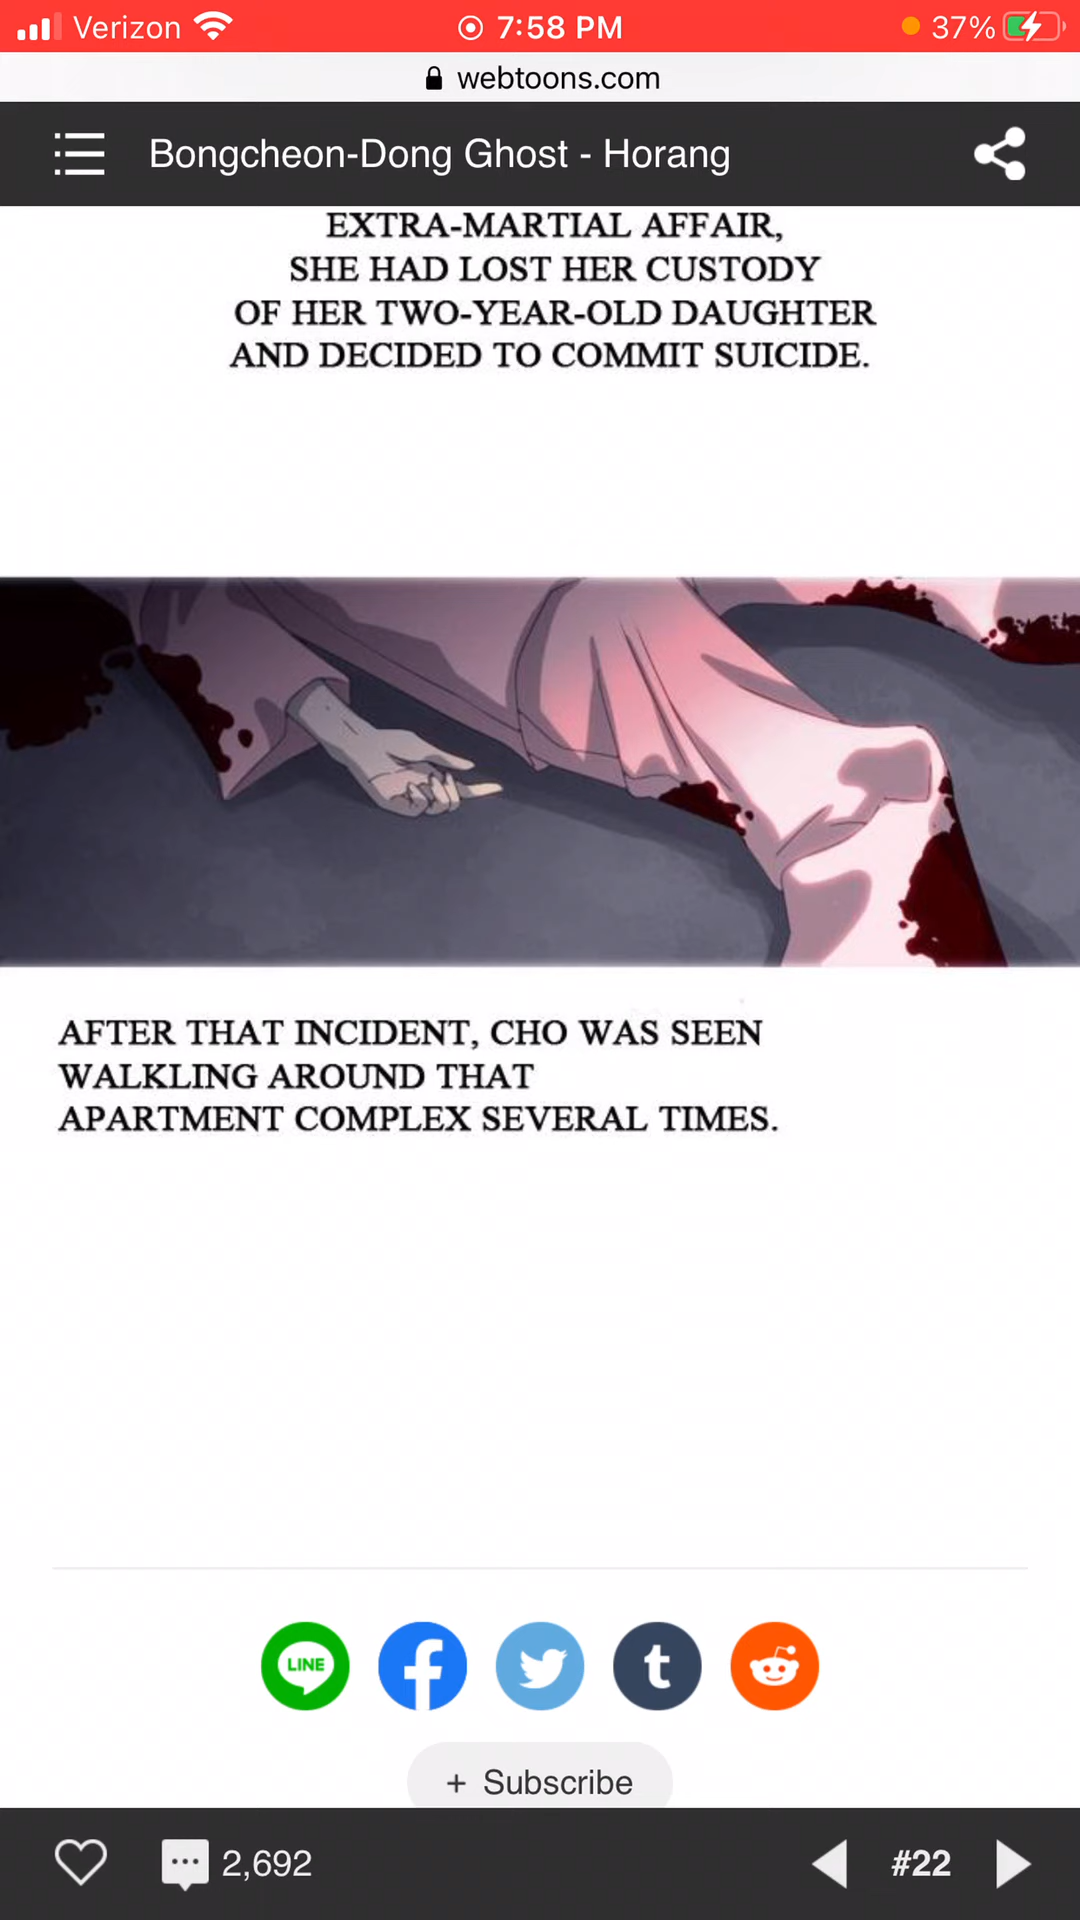 Verizon 7:58 PM 37%
webtoons.com
Bongcheon-Dong Ghost - Horang
EXTRA-MARTIAL AFFAIR,
SHE HAD LOST HER CUSTODY
OF HER TWO-YEAR-OLD DAUGHTER
AND DECIDED TO COMMIT SUICIDE.
AFTER THAT INCIDENT, CHO WAS SEEN
WALKLING AROUND THAT
APARTMENT COMPLEX SEVERAL TIMES.
LINE
+ Subscribe
2,692 #22